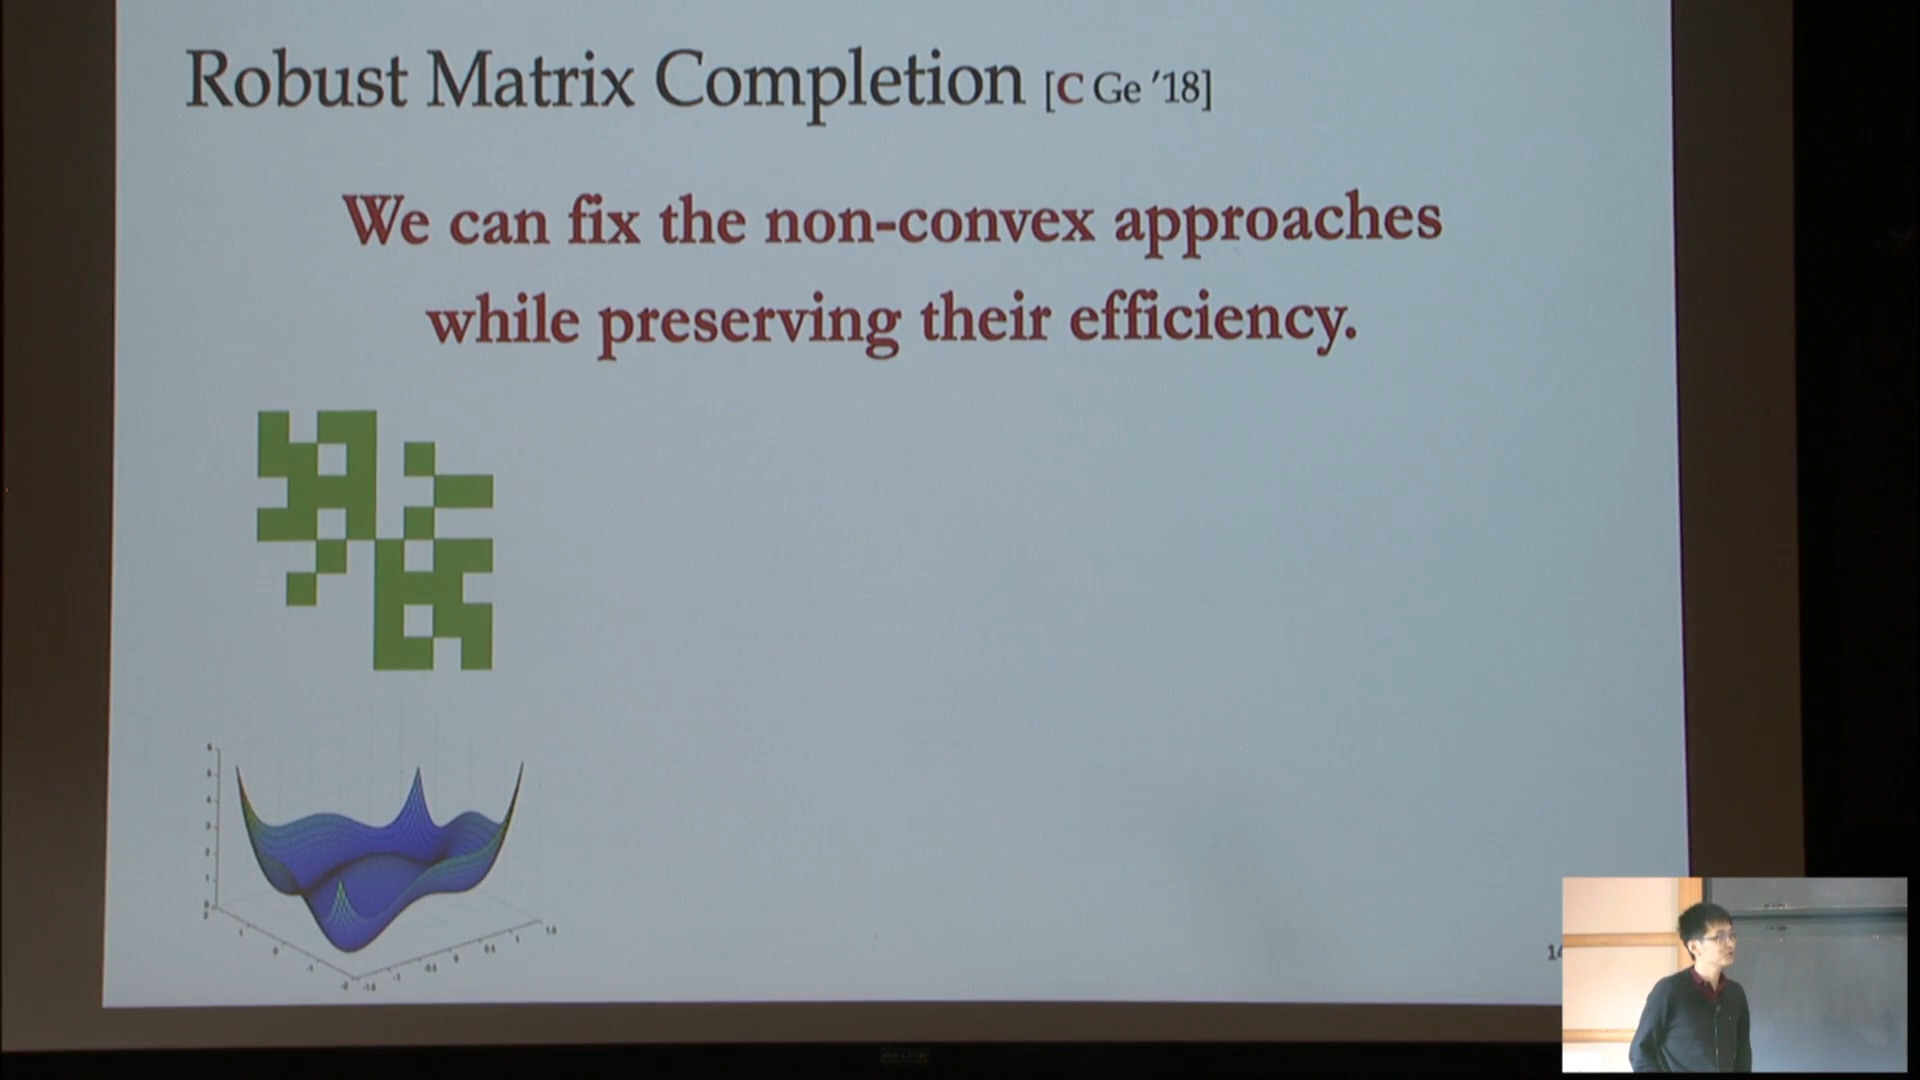 Robust Matrix Completion [C Ge '18]
We can fix the non-convex approaches
while preserving their efficiency.